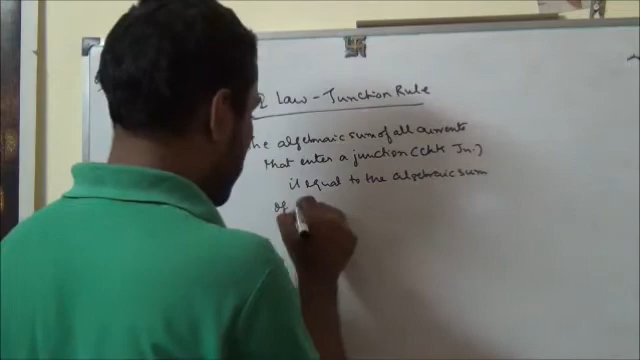 Law - Junction Rule
The algebraic sum of all currents
that enter a junction (Ckt Jn.)
is equal to the algebraic sum
of